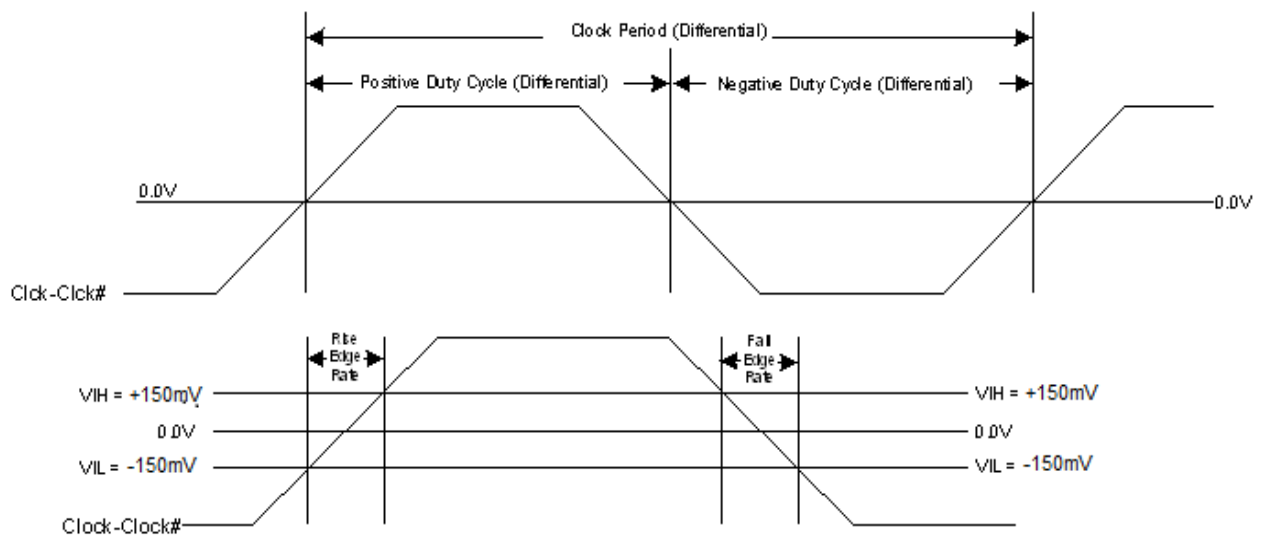 Clock Period (Differential)
Positive Duty Cycle (Differential)
Negative Duty Cycle (Differential)
0.0V
0.0V
Clck-Clck#
Rise
Edge
Rate
Fall
Edge
Rate
VIH = +150mV
VIH = +150mV
0.0V
0.0V
VIL = -150mV
VIL = -150mV
Clock-Clock#